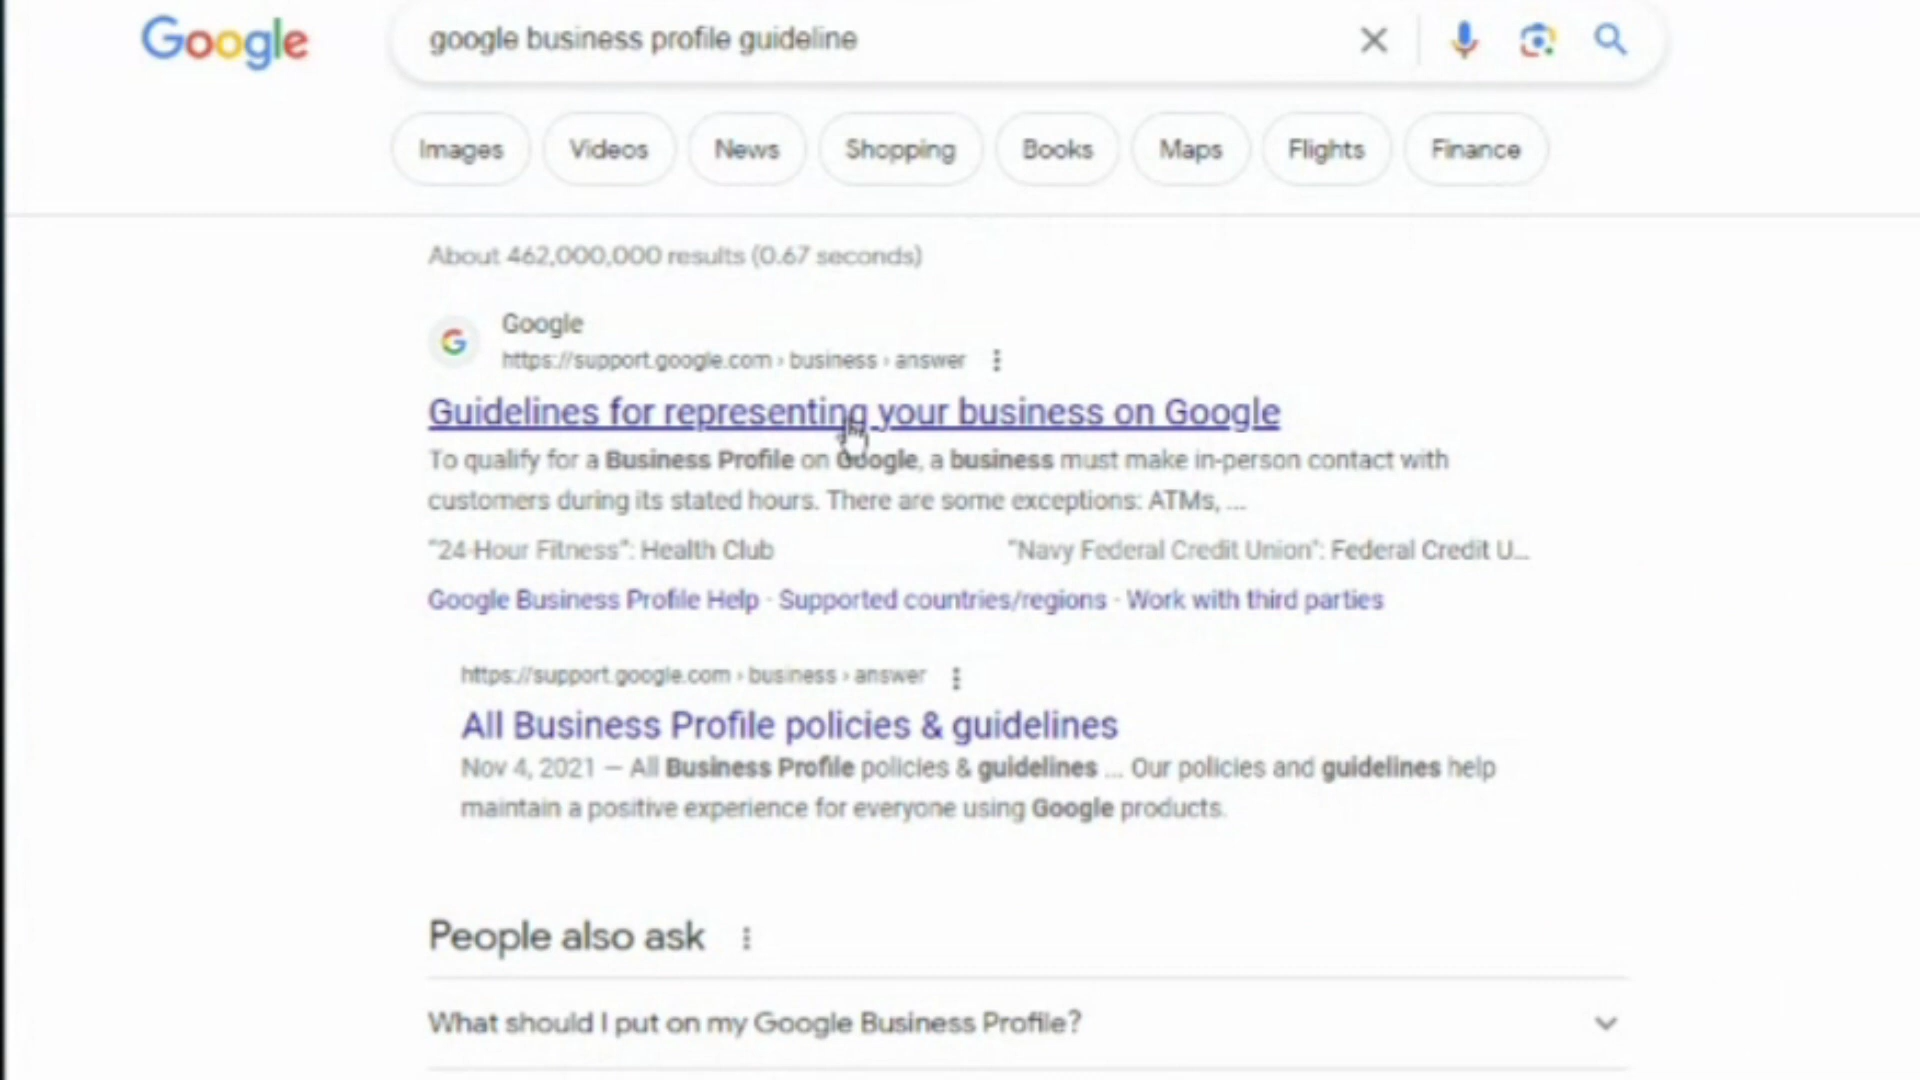 Google
google business profile guideline
Images Videos News Shopping Books Maps Flights Finance
About 462,000,000 results (0.67 seconds)
Google
https://support.google.com › business › answer
Guidelines for representing your business on Google
To qualify for a Business Profile on Google, a business must make in-person contact with
customers during its stated hours. There are some exceptions: ATMs, ...
"24-Hour Fitness": Health Club "Navy Federal Credit Union": Federal Credit U...
Google Business Profile Help · Supported countries/regions · Work with third parties
https://support.google.com › business › answer
All Business Profile policies & guidelines
Nov 4, 2021 — All Business Profile policies & guidelines ... Our policies and guidelines help
maintain a positive experience for everyone using Google products.
People also ask
What should I put on my Google Business Profile?